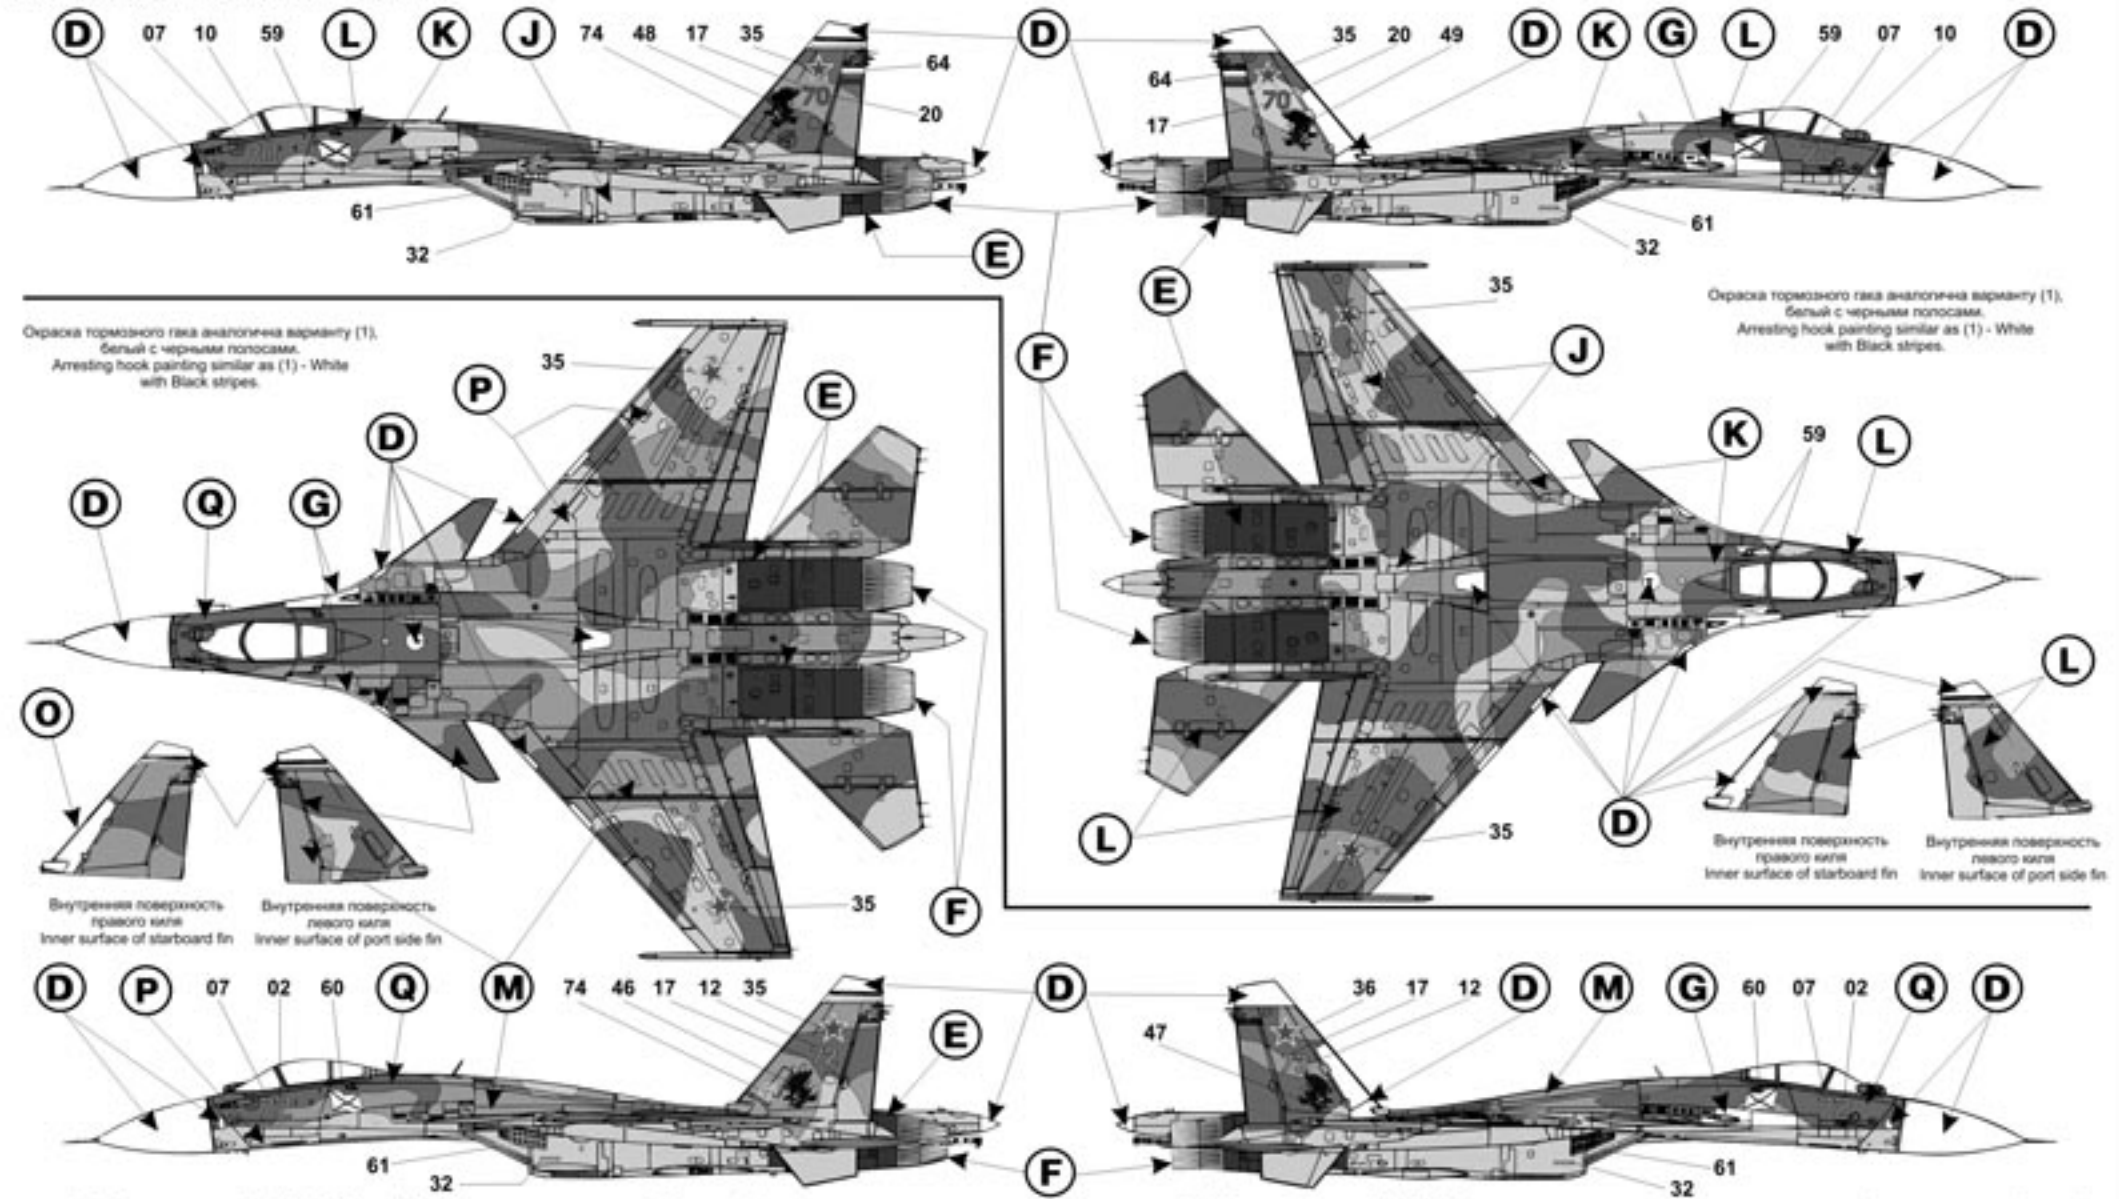 D 07 10 59 L K J 74 48 17 35 D 35 20 49 D K G L 59 07 10 D
64 64
70 70
20 17
61 61
32 32
E E
35
Окраска тормозного гака аналогична варианту (1),
белый с черными полосами.
Arresting hook painting similar as (1) - White
with Black stripes.
Окраска тормозного гака аналогична варианту (1),
белый с черными полосами.
Arresting hook painting similar as (1) - White
with Black stripes.
35 F J
P E
D K 59 L
D Q G
O L
L 35 D
Внутренняя поверхность
правого киля
Inner surface of starboard fin
Внутренняя поверхность
левого киля
Inner surface of port side fin
35 F
Внутренняя поверхность
правого киля
Inner surface of starboard fin
Внутренняя поверхность
левого киля
Inner surface of port side fin
D P 07 02 60 Q M 74 46 17 12 35 D 36 17 12 D M G 60 07 02 Q D
E 47
61 F 61
32 32